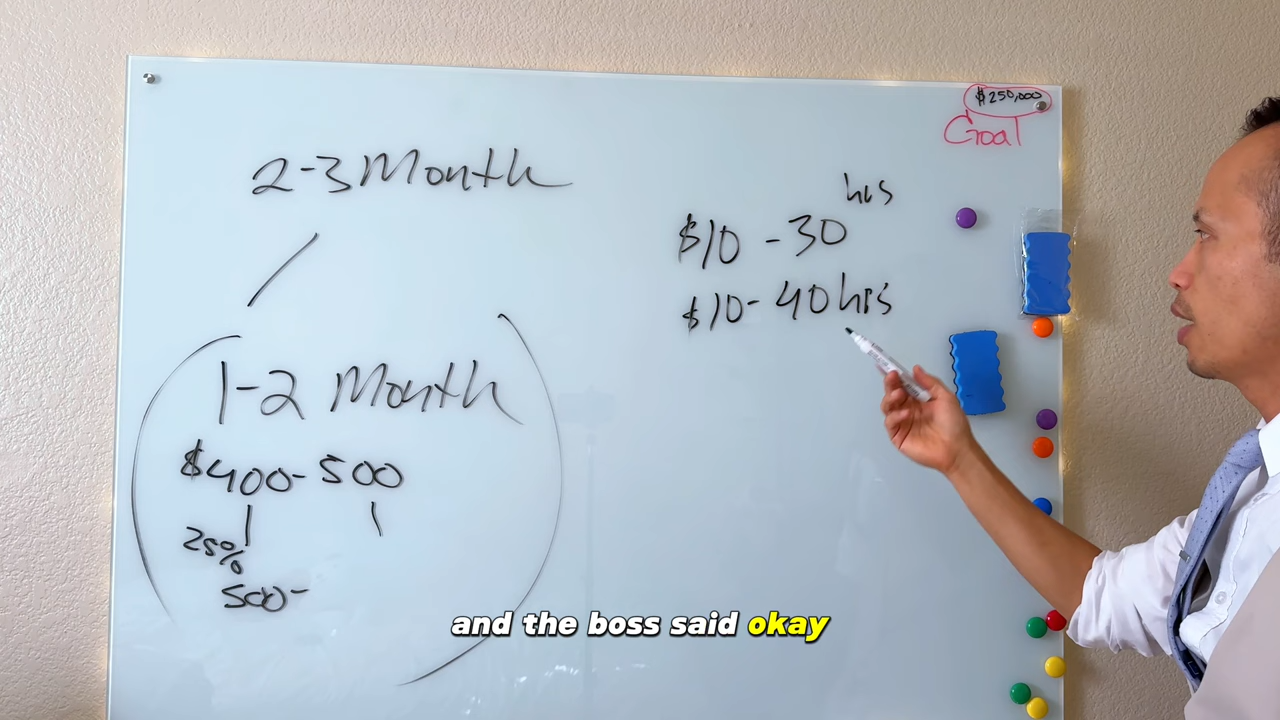 $250,000
Goal
2-3 Month
hrs
$10 - 30
$10 - 40 hrs
1-2 Month
$400- 500
25%
500-
and the boss said okay